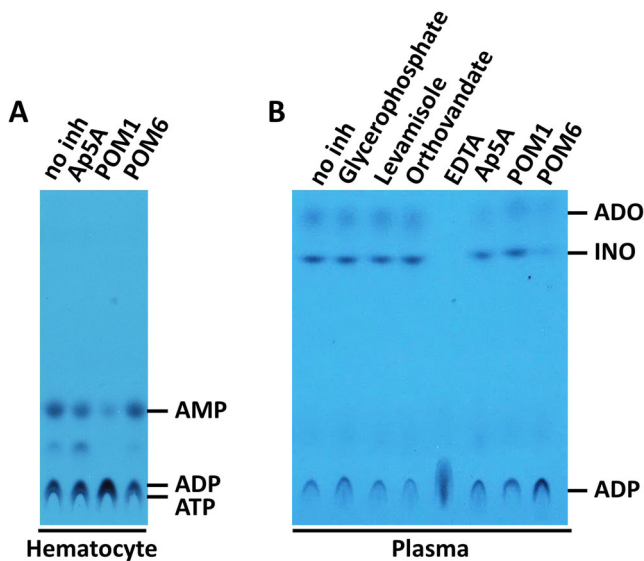 A
no inh
Ap5A
POM1
POM6
AMP
ADP
ATP
Hematocyte
B
no inh
Glycerophosphate
Levamisole
Orthovandate
EDTA
Ap5A
POM1
POM6
ADO
INO
ADP
Plasma